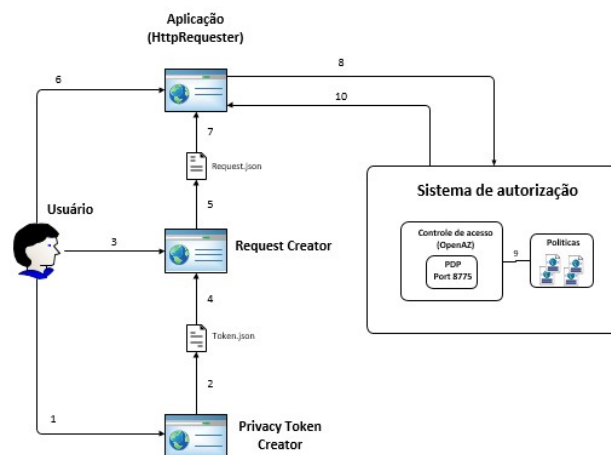 Aplicação
(HttpRequester)
6
8
10
7
Request.json
Sistema de autorização
Usuário
5
3
Request Creator
Controle de acesso
(OpenAZ)
Políticas
9
PDP
Port 8775
4
Token.json
2
1
Privacy Token
Creator